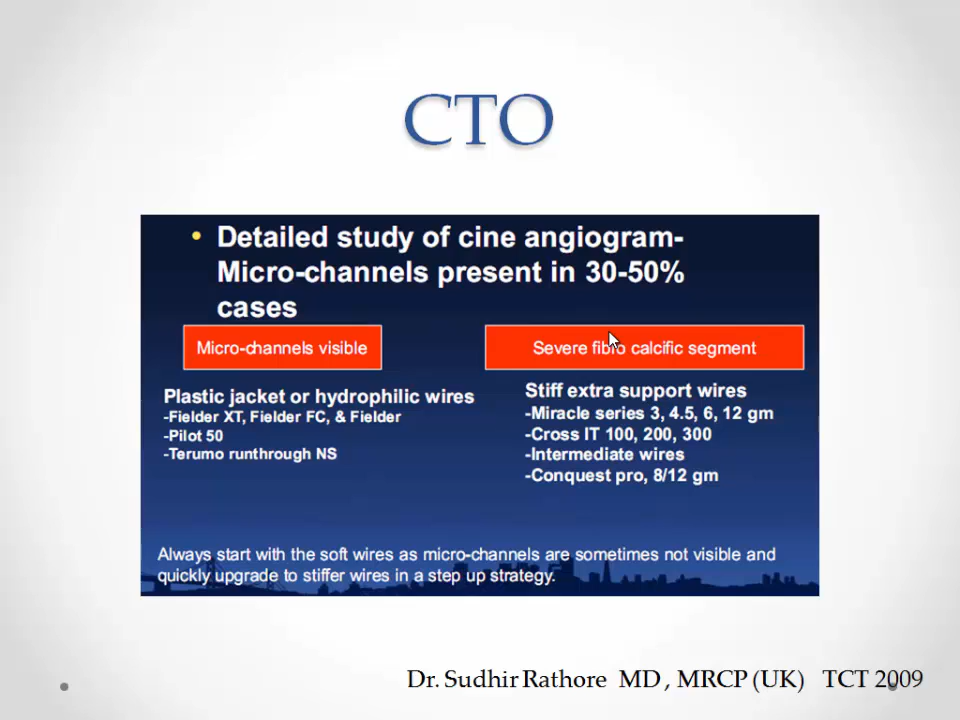 CTO
• Detailed study of cine angiogram-
Micro-channels present in 30-50%
cases
Micro-channels visible
Severe fibro calcific segment
Plastic jacket or hydrophilic wires
-Fielder XT, Fielder FC, & Fielder
-Pilot 50
-Terumo runthrough NS
Stiff extra support wires
-Miracle series 3, 4.5, 6, 12 gm
-Cross IT 100, 200, 300
-Intermediate wires
-Conquest pro, 8/12 gm
Always start with the soft wires as micro-channels are sometimes not visible and
quickly upgrade to stiffer wires in a step up strategy.
Dr. Sudhir Rathore MD , MRCP (UK) TCT 2009